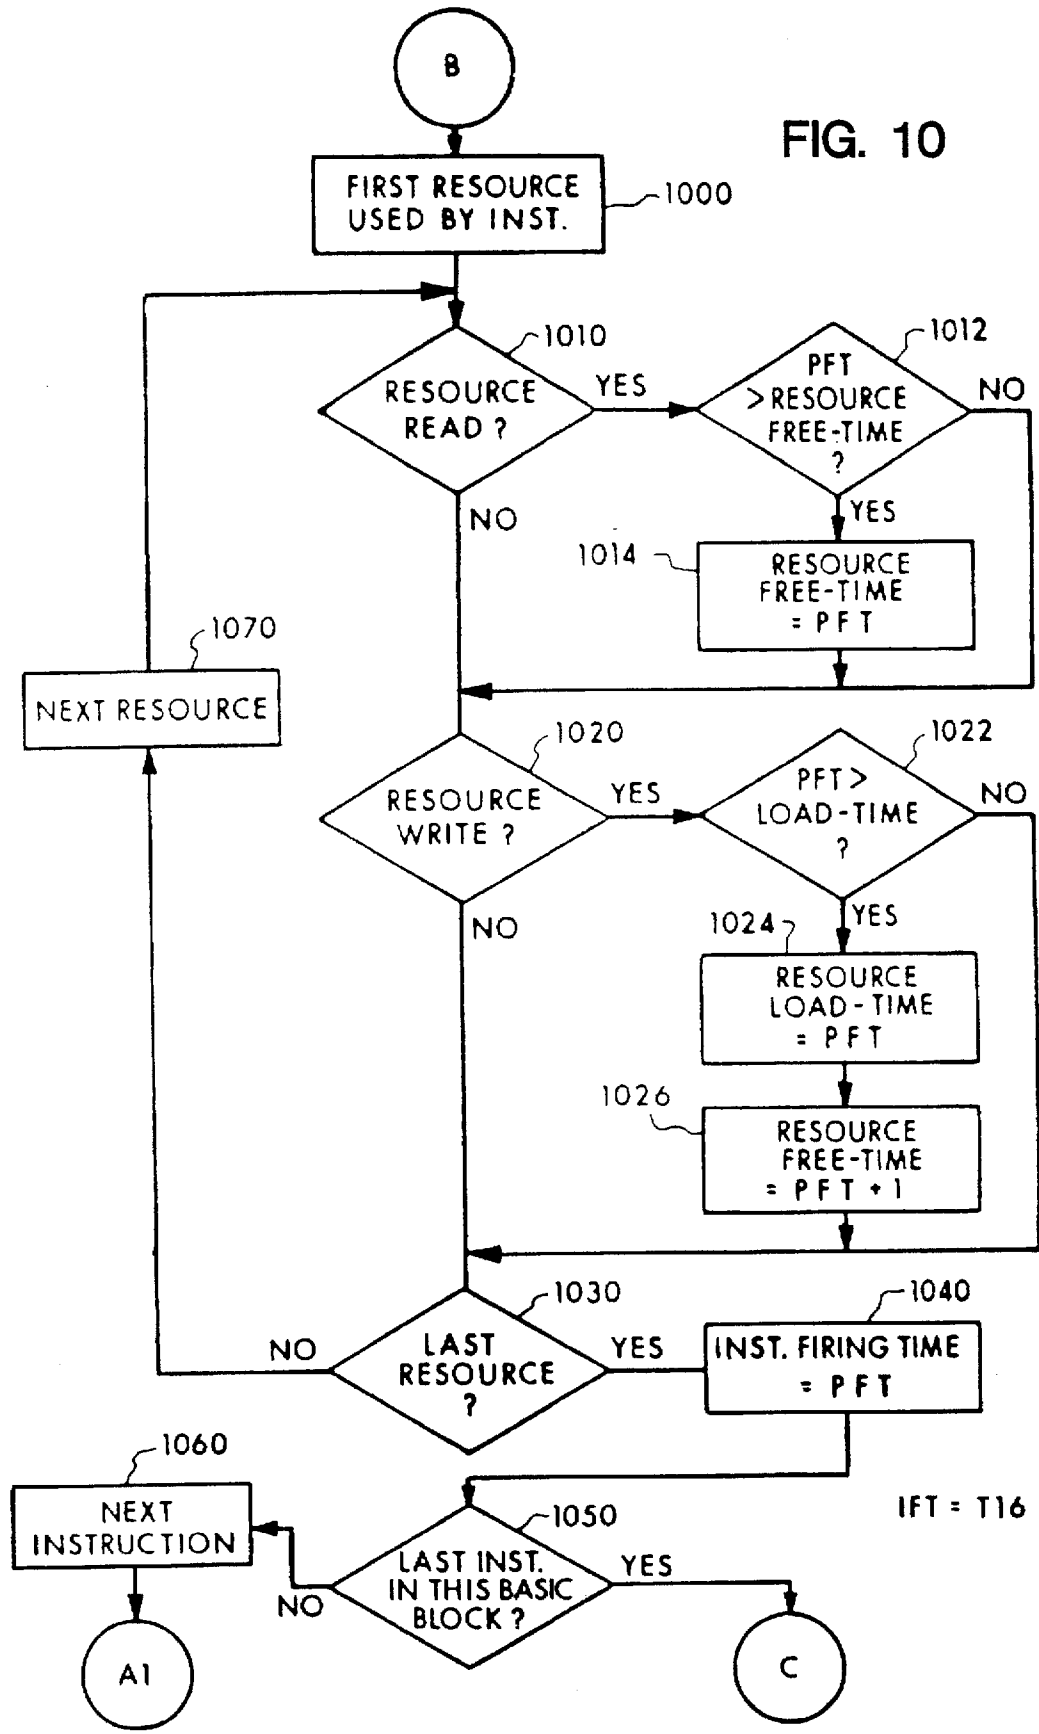 B
FIG. 10
FIRST RESOURCE
USED BY INST.
1000
1010
RESOURCE
READ ?
YES
NO
1012
PFT
>RESOURCE
FREE-TIME
?
NO
YES
1014
RESOURCE
FREE-TIME
= PFT
1070
NEXT RESOURCE
1020
RESOURCE
WRITE ?
YES
NO
1022
PFT >
LOAD-TIME
?
NO
YES
1024
RESOURCE
LOAD-TIME
= PFT
1026
RESOURCE
FREE-TIME
= PFT + 1
1030
LAST
RESOURCE
?
NO
YES
1040
INST. FIRING TIME
= PFT
1060
NEXT
INSTRUCTION
1050
LAST INST.
IN THIS BASIC
BLOCK ?
NO
YES
IFT = T16
A1
C